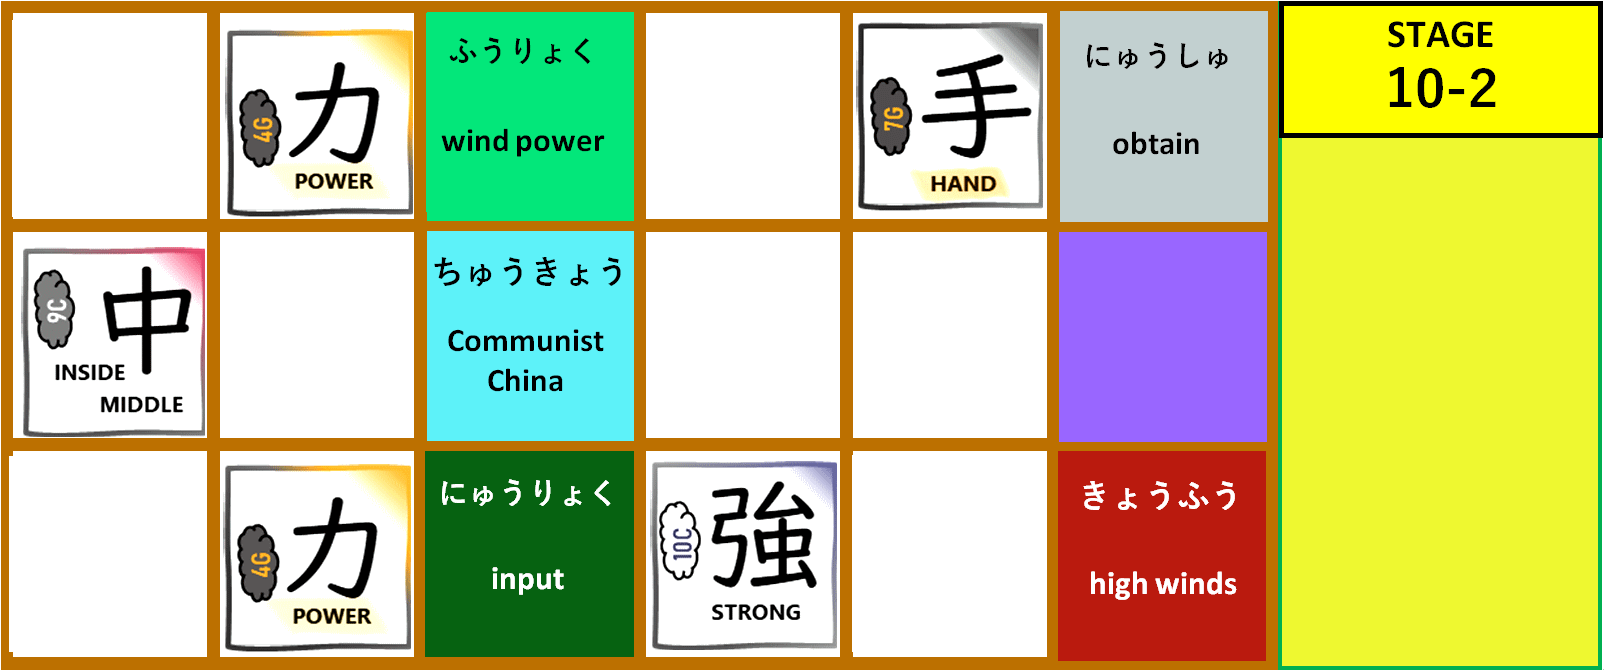 4G
力
POWER
ふうりょく
wind power
7G
手
HAND
にゅうしゅ
obtain
STAGE
10-2
9C
中
INSIDE
MIDDLE
ちゅうきょう
Communist
China
4G
力
POWER
にゅうりょく
input
10C
強
STRONG
きょうふう
high winds